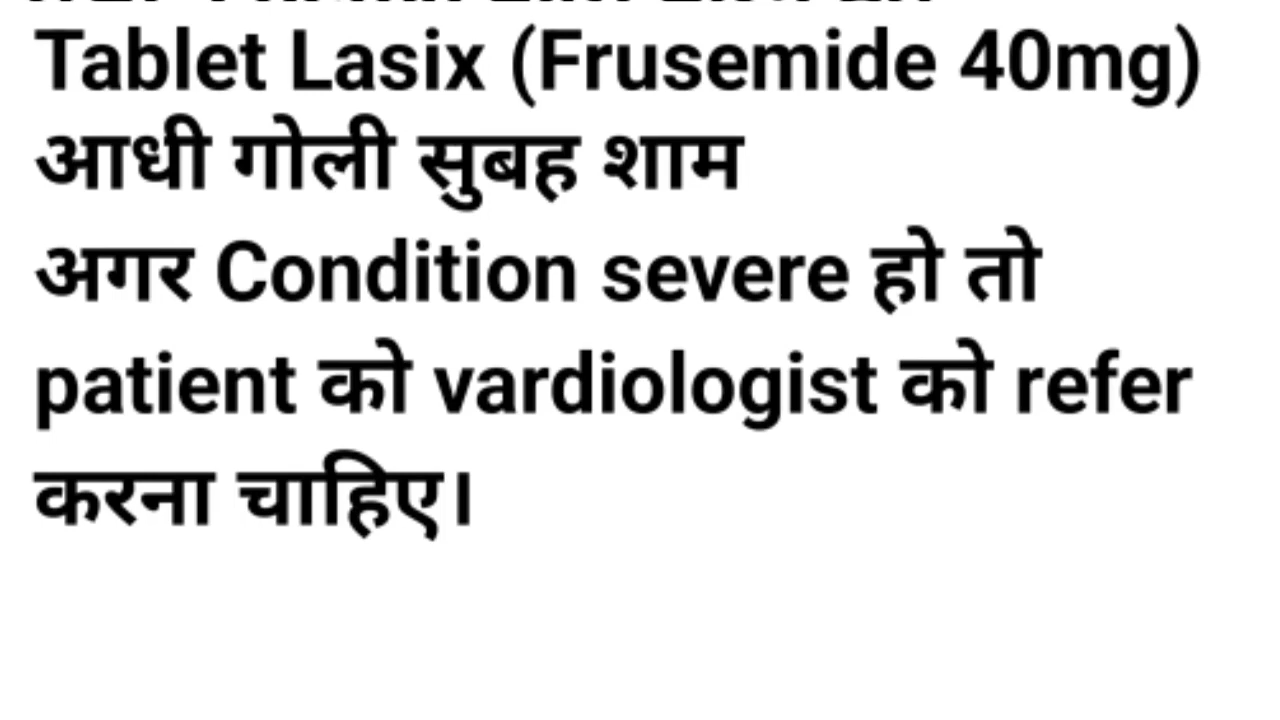 Tablet Lasix (Frusemide 40mg)
आधी गोली सुबह शाम
अगर Condition severe हो तो
patient को vardiologist को refer
करना चाहिए।